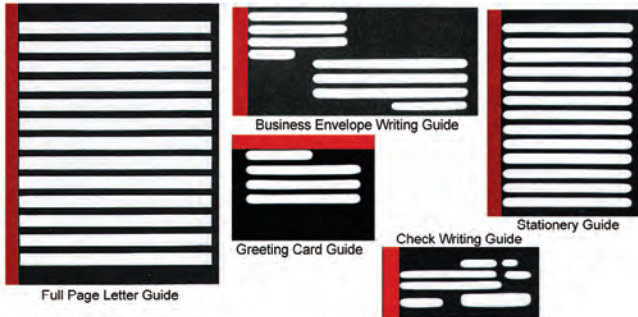 Business Envelope Writing Guide
Stationery Guide
Greeting Card Guide
Check Writing Guide
Full Page Letter Guide